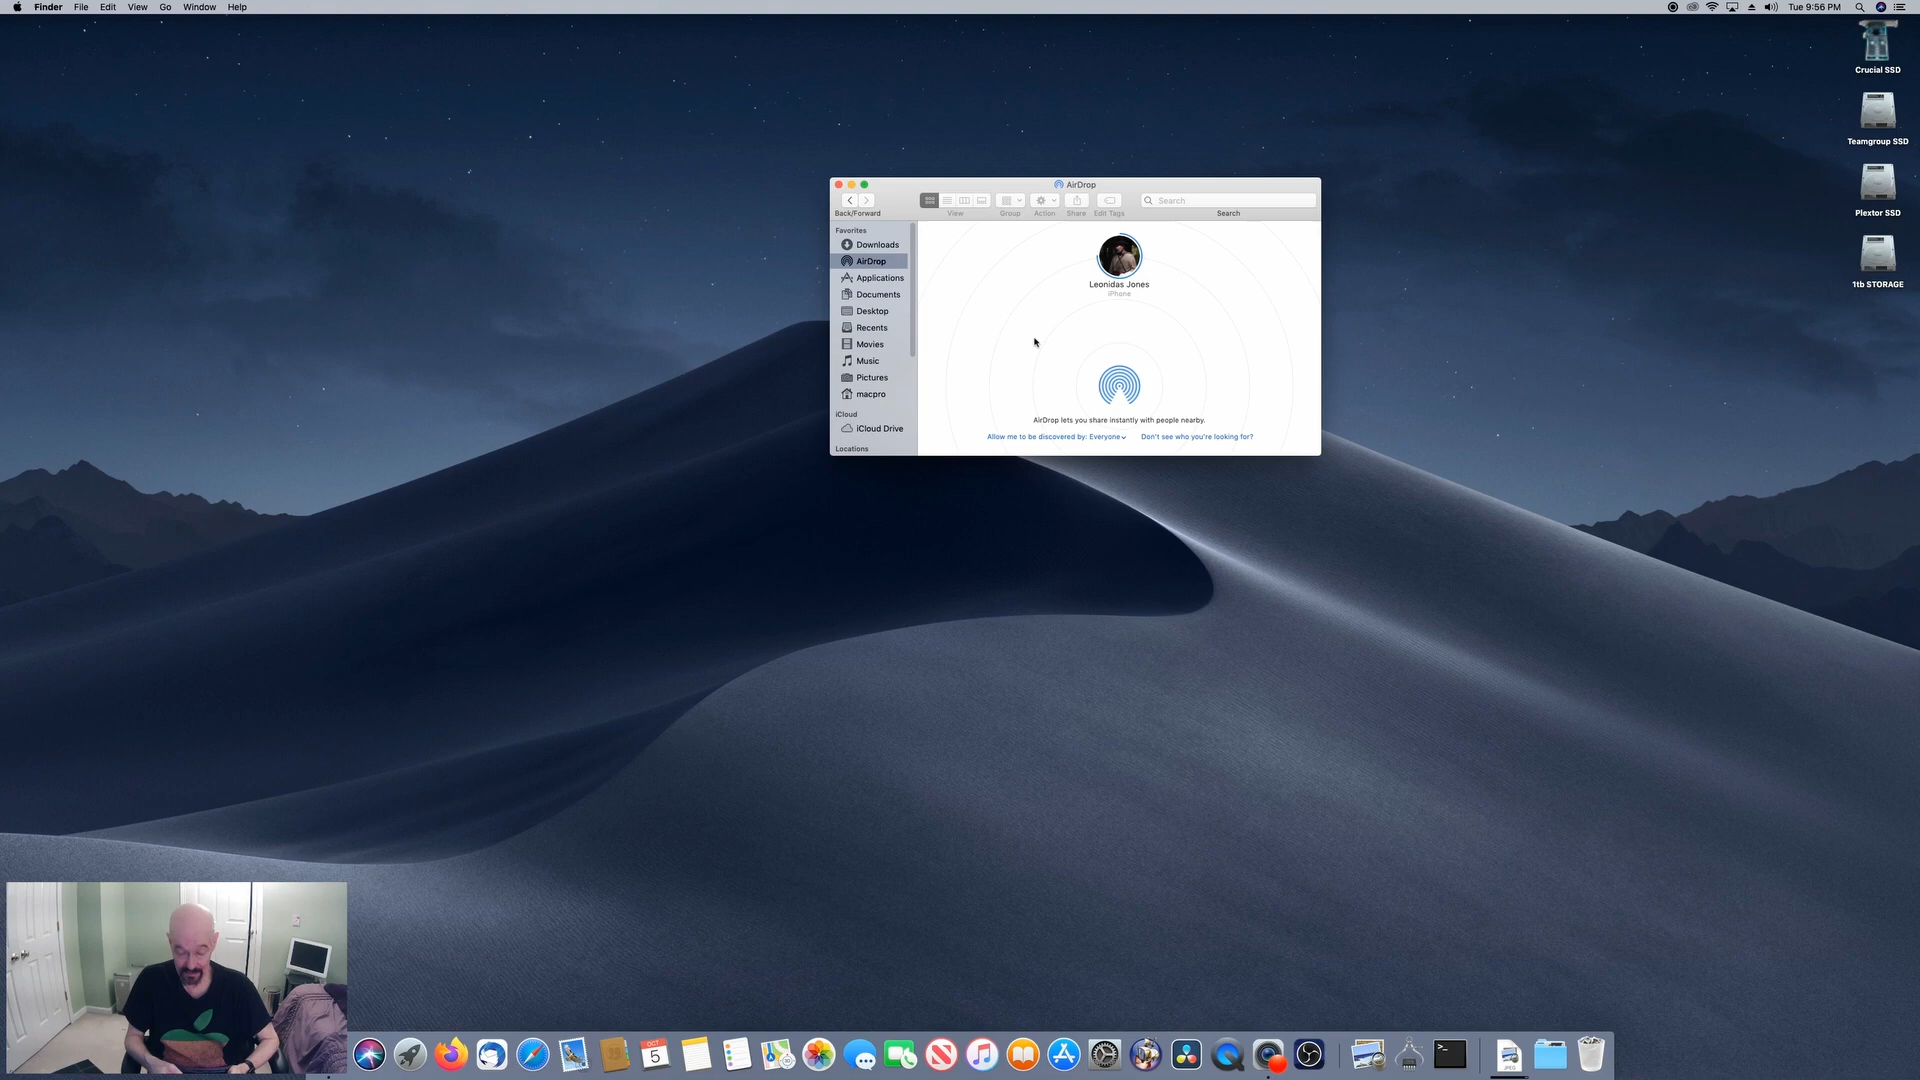 Finder File Edit View Go Window Help
Tue 9:56 PM
Crucial SSD
Teamgroup SSD
Plextor SSD
1tb STORAGE
AirDrop
Search
Back/Forward
View
Group
Action
Share
Edit Tags
Search
Favorites
Downloads
AirDrop
Applications
Documents
Desktop
Recents
Movies
Music
Pictures
macpro
iCloud
iCloud Drive
Locations
Leonidas Jones
iPhone
AirDrop lets you share instantly with people nearby.
Allow me to be discovered by: Everyone
Don't see who you're looking for?
OCT
5
JPEG